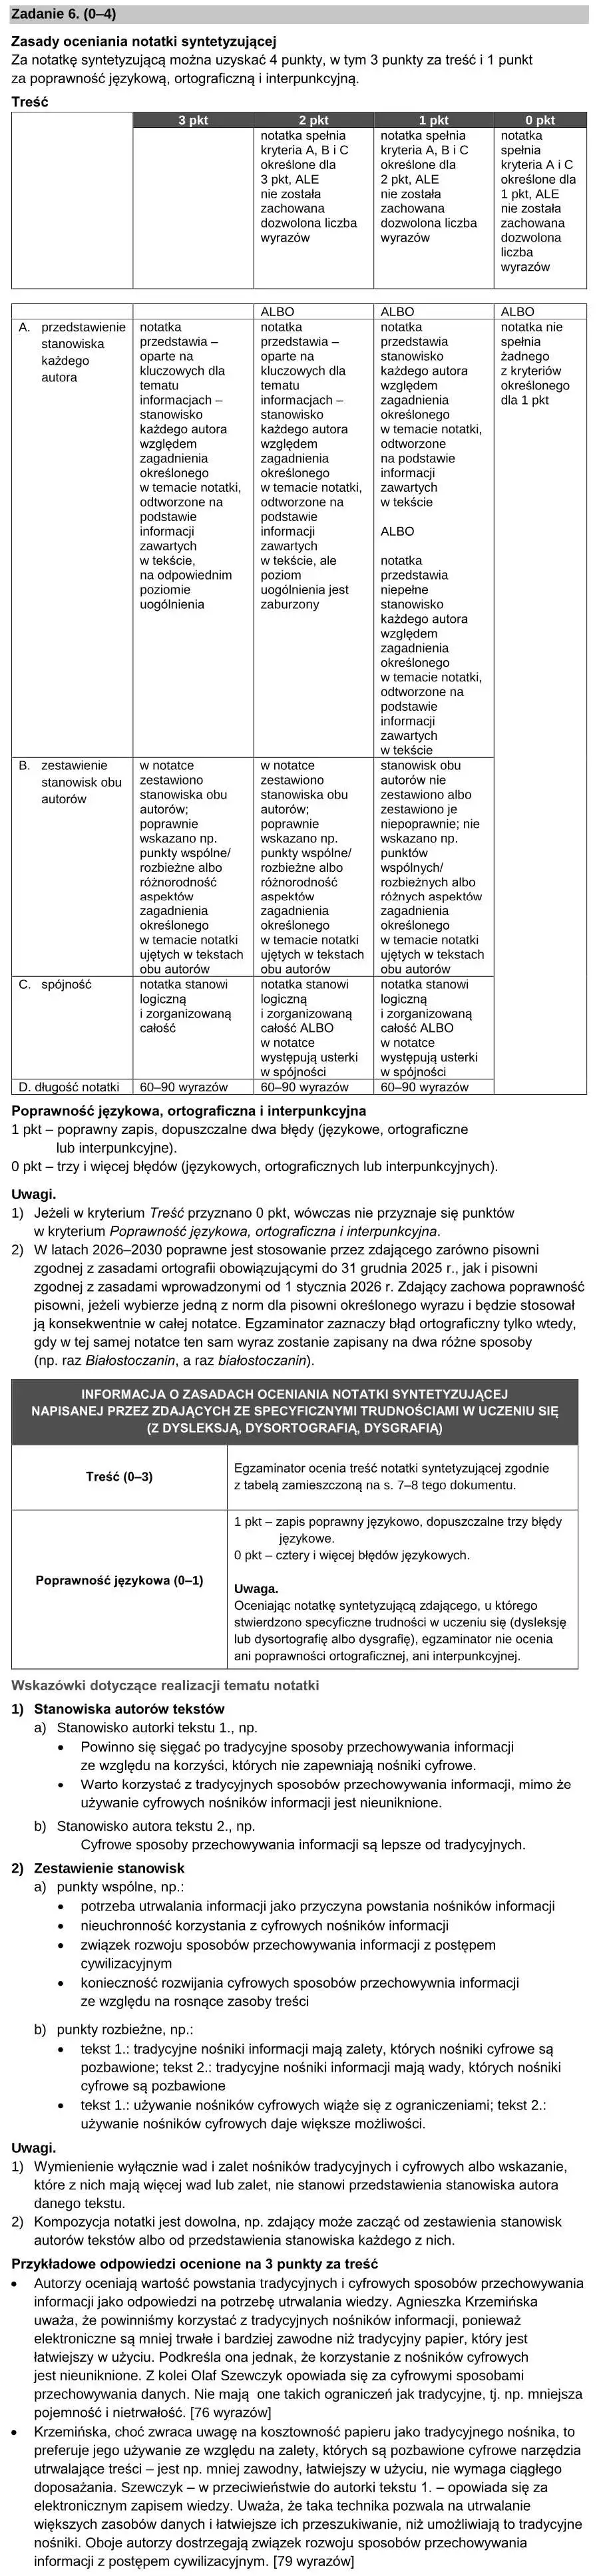 Zadanie 6. (0–4)
Zasady oceniania notatki syntetyzującej
Za notatkę syntetyzującą można uzyskać 4 punkty, w tym 3 punkty za treść i 1 punkt
za poprawność językową, ortograficzną i interpunkcyjną.
Treść
3 pkt
2 pkt
1 pkt
0 pkt
notatka spełnia
kryteria A, B i C
określone dla
3 pkt, ALE
nie została
zachowana
dozwolona liczba
wyrazów
notatka spełnia
kryteria A, B i C
określone dla
2 pkt, ALE
nie została
zachowana
dozwolona liczba
wyrazów
notatka
spełnia
kryteria A i C
określone dla
1 pkt, ALE
nie została
zachowana
dozwolona
liczba
wyrazów
ALBO
ALBO
ALBO
A. przedstawienie
stanowiska
każdego
autora
notatka
przedstawia –
oparte na
kluczowych dla
tematu
informacjach –
stanowisko
każdego autora
względem
zagadnienia
określonego
w temacie notatki,
odtworzone na
podstawie
informacji
zawartych
w tekście,
na odpowiednim
poziomie
uogólnienia
notatka
przedstawia –
oparte na
kluczowych dla
tematu
informacjach –
stanowisko
każdego autora
względem
zagadnienia
określonego
w temacie notatki,
odtworzone na
podstawie
informacji
zawartych
w tekście, ale
poziom
uogólnienia jest
zaburzony
notatka
przedstawia
stanowisko
każdego autora
względem
zagadnienia
określonego
w temacie notatki,
odtworzone
na podstawie
informacji
zawartych
w tekście
ALBO
notatka
przedstawia
niepełne
stanowisko
każdego autora
względem
zagadnienia
określonego
w temacie notatki,
odtworzone na
podstawie
informacji
zawartych
w tekście
notatka nie
spełnia
żadnego
z kryteriów
określonego
dla 1 pkt
B. zestawienie
stanowisk obu
autorów
w notatce
zestawiono
stanowiska obu
autorów;
poprawnie
wskazano np.
punkty wspólne/
rozbieżne albo
różnorodność
aspektów
zagadnienia
określonego
w temacie notatki
ujętych w tekstach
obu autorów
w notatce
zestawiono
stanowiska obu
autorów;
poprawnie
wskazano np.
punkty wspólne/
rozbieżne albo
różnorodność
aspektów
zagadnienia
określonego
w temacie notatki
ujętych w tekstach
obu autorów
stanowisk obu
autorów nie
zestawiono albo
zestawiono je
niepoprawnie; nie
wskazano np.
punktów
wspólnych/
rozbieżnych albo
różnych aspektów
zagadnienia
określonego
w temacie notatki
ujętych w tekstach
obu autorów
C. spójność
notatka stanowi
logiczną
i zorganizowaną
całość
notatka stanowi
logiczną
i zorganizowaną
całość ALBO
w notatce
występują usterki
w spójności
notatka stanowi
logiczną
i zorganizowaną
całość ALBO
w notatce
występują usterki
w spójności
D. długość notatki
60–90 wyrazów
60–90 wyrazów
60–90 wyrazów
Poprawność językowa, ortograficzna i interpunkcyjna
1 pkt – poprawny zapis, dopuszczalne dwa błędy (językowe, ortograficzne
lub interpunkcyjne).
0 pkt – trzy i więcej błędów (językowych, ortograficznych lub interpunkcyjnych).
Uwagi.
1) Jeżeli w kryterium Treść przyznano 0 pkt, wówczas nie przyznaje się punktów
w kryterium Poprawność językowa, ortograficzna i interpunkcyjna.
2) W latach 2026–2030 poprawne jest stosowanie przez zdającego zarówno pisowni
zgodnej z zasadami ortografii obowiązującymi do 31 grudnia 2025 r., jak i pisowni
zgodnej z zasadami wprowadzonymi od 1 stycznia 2026 r. Zdający zachowa poprawność
pisowni, jeżeli wybierze jedną z norm dla pisowni określonego wyrazu i będzie stosował
ją konsekwentnie w całej notatce. Egzaminator zaznaczy błąd ortograficzny tylko wtedy,
gdy w tej samej notatce ten sam wyraz zostanie zapisany na dwa różne sposoby
(np. raz Białostoczanin, a raz białostoczanin).
INFORMACJA O ZASADACH OCENIANIA NOTATKI SYNTETYZUJĄCEJ
NAPISANEJ PRZEZ ZDAJĄCYCH ZE SPECYFICZNYMI TRUDNOŚCIAMI W UCZENIU SIĘ
(Z DYSLEKSJĄ, DYSORTOGRAFIĄ, DYSGRAFIĄ)
Treść (0–3)
Egzaminator ocenia treść notatki syntetyzującej zgodnie
z tabelą zamieszczoną na s. 7–8 tego dokumentu.
Poprawność językowa (0–1)
1 pkt – zapis poprawny językowo, dopuszczalne trzy błędy
językowe.
0 pkt – cztery i więcej błędów językowych.
Uwaga.
Oceniając notatkę syntetyzującą zdającego, u którego
stwierdzono specyficzne trudności w uczeniu się (dysleksję
lub dysortografię albo dysgrafię), egzaminator nie ocenia
ani poprawności ortograficznej, ani interpunkcyjnej.
Wskazówki dotyczące realizacji tematu notatki
1) Stanowiska autorów tekstów
a) Stanowisko autorki tekstu 1., np.
• Powinno się sięgać po tradycyjne sposoby przechowywania informacji
ze względu na korzyści, których nie zapewniają nośniki cyfrowe.
• Warto korzystać z tradycyjnych sposobów przechowywania informacji, mimo że
używanie cyfrowych nośników informacji jest nieuniknione.
b) Stanowisko autora tekstu 2., np.
Cyfrowe sposoby przechowywania informacji są lepsze od tradycyjnych.
2) Zestawienie stanowisk
a) punkty wspólne, np.:
• potrzeba utrwalania informacji jako przyczyna powstania nośników informacji
• nieuchronność korzystania z cyfrowych nośników informacji
• związek rozwoju sposobów przechowywania informacji z postępem
cywilizacyjnym
• konieczność rozwijania cyfrowych sposobów przechowywnia informacji
ze względu na rosnące zasoby treści
b) punkty rozbieżne, np.:
• tekst 1.: tradycyjne nośniki informacji mają zalety, których nośniki cyfrowe są
pozbawione; tekst 2.: tradycyjne nośniki informacji mają wady, których nośniki
cyfrowe są pozbawione
• tekst 1.: używanie nośników cyfrowych wiąże się z ograniczeniami; tekst 2.:
używanie nośników cyfrowych daje większe możliwości.
Uwagi.
1) Wymienienie wyłącznie wad i zalet nośników tradycyjnych i cyfrowych albo wskazanie,
które z nich mają więcej wad lub zalet, nie stanowi przedstawienia stanowiska autora
danego tekstu.
2) Kompozycja notatki jest dowolna, np. zdający może zacząć od zestawienia stanowisk
autorów tekstów albo od przedstawienia stanowiska każdego z nich.
Przykładowe odpowiedzi ocenione na 3 punkty za treść
• Autorzy oceniają wartość powstania tradycyjnych i cyfrowych sposobów przechowywania
informacji jako odpowiedzi na potrzebę utrwalania wiedzy. Agnieszka Krzemińska
uważa, że powinniśmy korzystać z tradycyjnych nośników informacji, ponieważ
elektroniczne są mniej trwałe i bardziej zawodne niż tradycyjny papier, który jest
łatwiejszy w użyciu. Podkreśla ona jednak, że korzystanie z nośników cyfrowych
jest nieuniknione. Z kolei Olaf Szewczyk opowiada się za cyfrowymi sposobami
przechowywania danych. Nie mają one takich ograniczeń jak tradycyjne, tj. np. mniejsza
pojemność i nietrwałość. [76 wyrazów]
• Krzemińska, choć zwraca uwagę na kosztowność papieru jako tradycyjnego nośnika, to
preferuje jego używanie ze względu na zalety, których są pozbawione cyfrowe narzędzia
utrwalające treści – jest np. mniej zawodny, łatwiejszy w użyciu, nie wymaga ciągłego
doposażania. Szewczyk – w przeciwieństwie do autorki tekstu 1. – opowiada się za
elektronicznym zapisem wiedzy. Uważa, że taka technika pozwala na utrwalanie
większych zasobów danych i łatwiejsze ich przeszukiwanie, niż umożliwiają to tradycyjne
nośniki. Oboje autorzy dostrzegają związek rozwoju sposobów przechowywania
informacji z postępem cywilizacyjnym. [79 wyrazów]